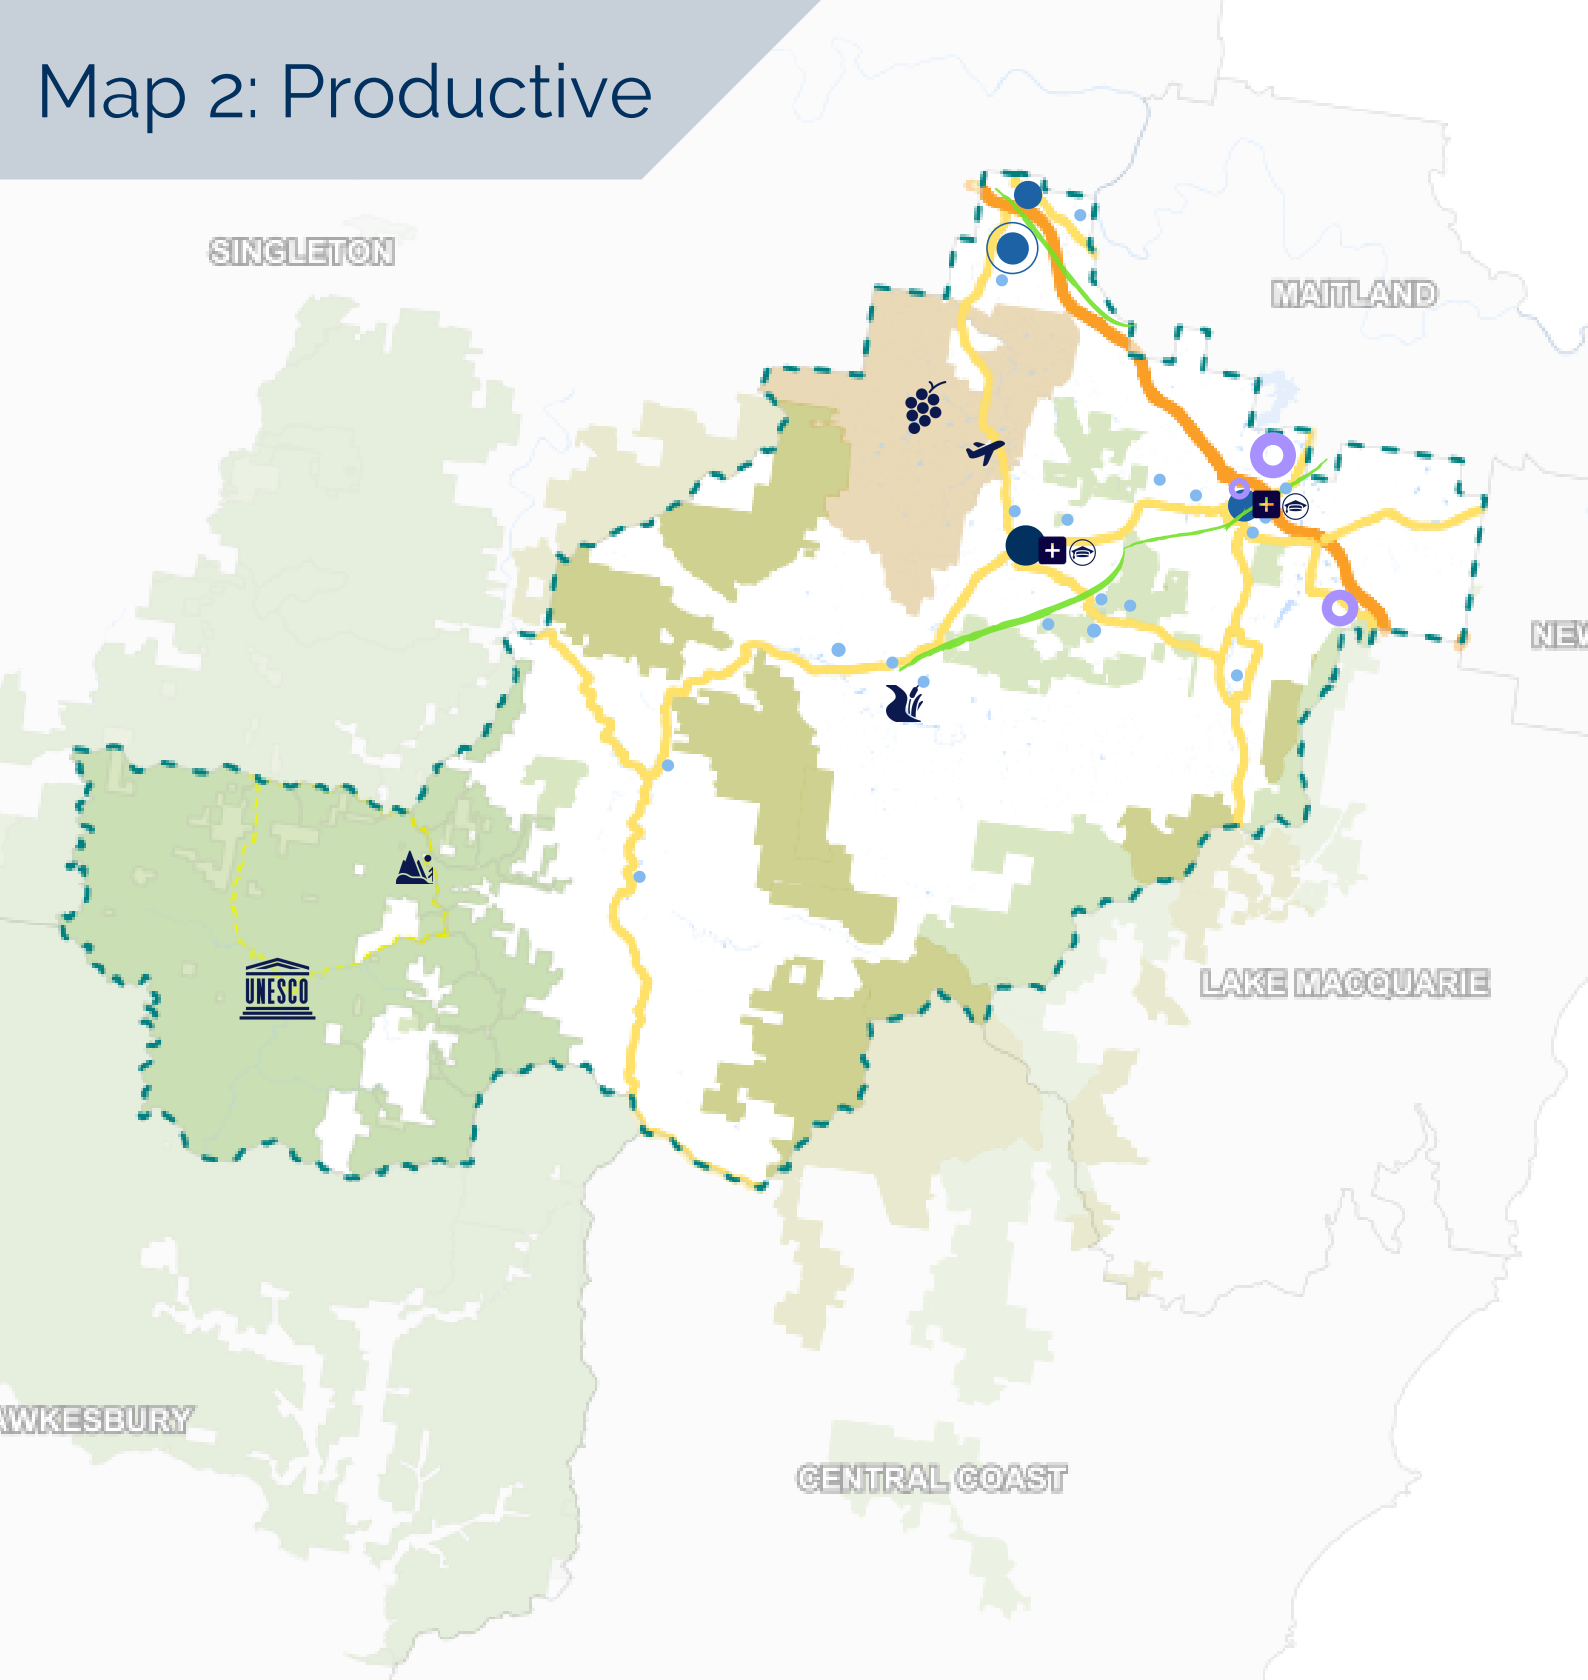 Map 2: Productive
SINGLETON
MAITLAND
NEW
UNESCO
LAKE MACQUARIE
AWKESBURY
CENTRAL COAST